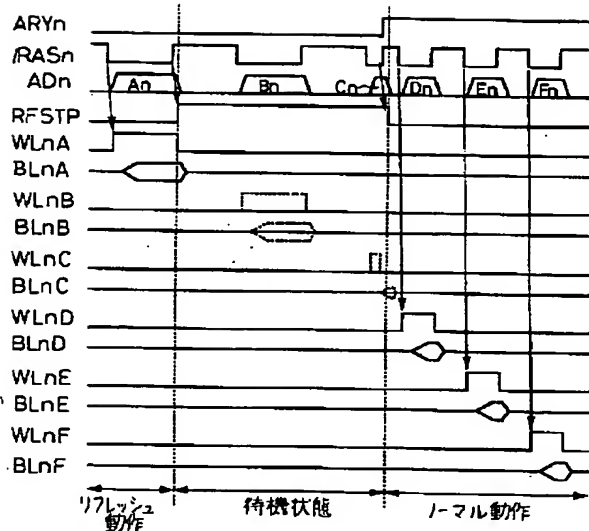 ARYn
/RASn
ADn An Bn Cn Dn En Fn
RFSTP
WLnA
BLnA
WLnB
BLnB
WLnC
BLnC
WLnD
BLnD
WLnE
BLnE
WLnF
BLnF
リフレッシュ動作 待機状態 ノーマル動作